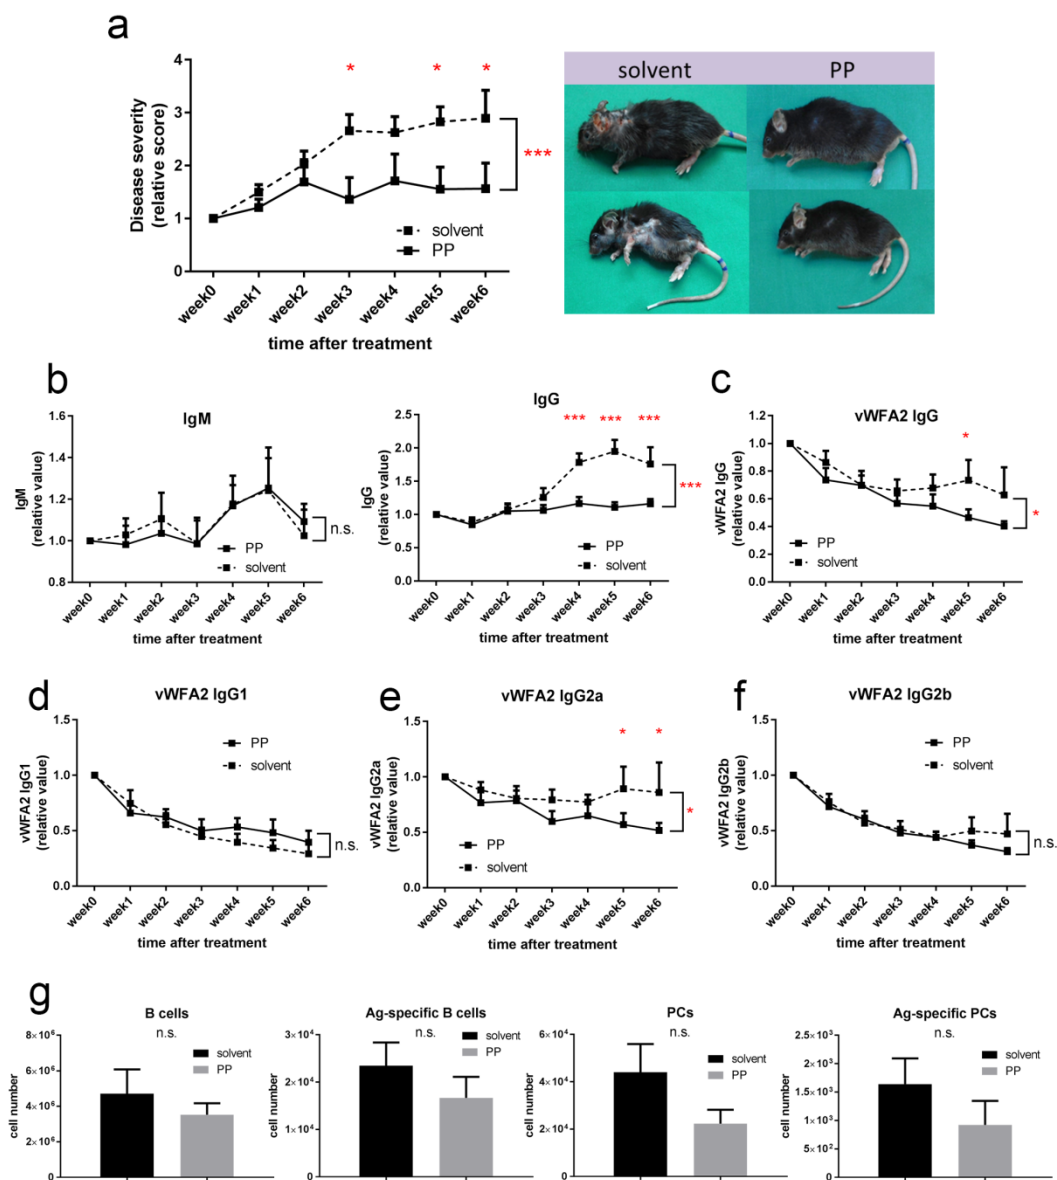 a
4
3
2
1
0
Disease severity
(relative score)
*
*
*
***
solvent
PP
week0
week1
week2
week3
week4
week5
week6
time after treatment
solvent
PP
b
IgM
1.6
1.4
1.2
1.0
0.8
IgM
(relative value)
n.s.
PP
solvent
week0
week1
week2
week3
week4
week5
week6
time after treatment
IgG
2.5
2.0
1.5
1.0
0.5
0.0
IgG
(relative value)
***
***
***
***
PP
solvent
week0
week1
week2
week3
week4
week5
week6
time after treatment
c
vWFA2 IgG
1.2
1.0
0.8
0.6
0.4
0.2
0.0
vWFA2 IgG
(relative value)
*
*
PP
solvent
week0
week1
week2
week3
week4
week5
week6
time after treatment
d
vWFA2 IgG1
1.5
1.0
0.5
0.0
vWFA2 IgG1
(relative value)
PP
solvent
n.s.
week0
week1
week2
week3
week4
week5
week6
time after treatment
e
vWFA2 IgG2a
1.5
1.0
0.5
0.0
vWFA2 IgG2a
(relative value)
*
*
*
PP
solvent
week0
week1
week2
week3
week4
week5
week6
time after treatment
f
vWFA2 IgG2b
1.5
1.0
0.5
0.0
vWFA2 IgG2b
(relative value)
PP
solvent
n.s.
week0
week1
week2
week3
week4
week5
week6
time after treatment
g
B cells
n.s.
8×10⁶
6×10⁶
4×10⁶
2×10⁶
0
cell number
solvent
PP
Ag-specific B cells
n.s.
3×10⁴
2×10⁴
1×10⁴
0
cell number
solvent
PP
PCs
n.s.
6×10⁴
4×10⁴
2×10⁴
0
cell number
solvent
PP
Ag-specific PCs
n.s.
2.5×10³
2×10³
1.5×10³
1×10³
5×10²
0
cell number
solvent
PP